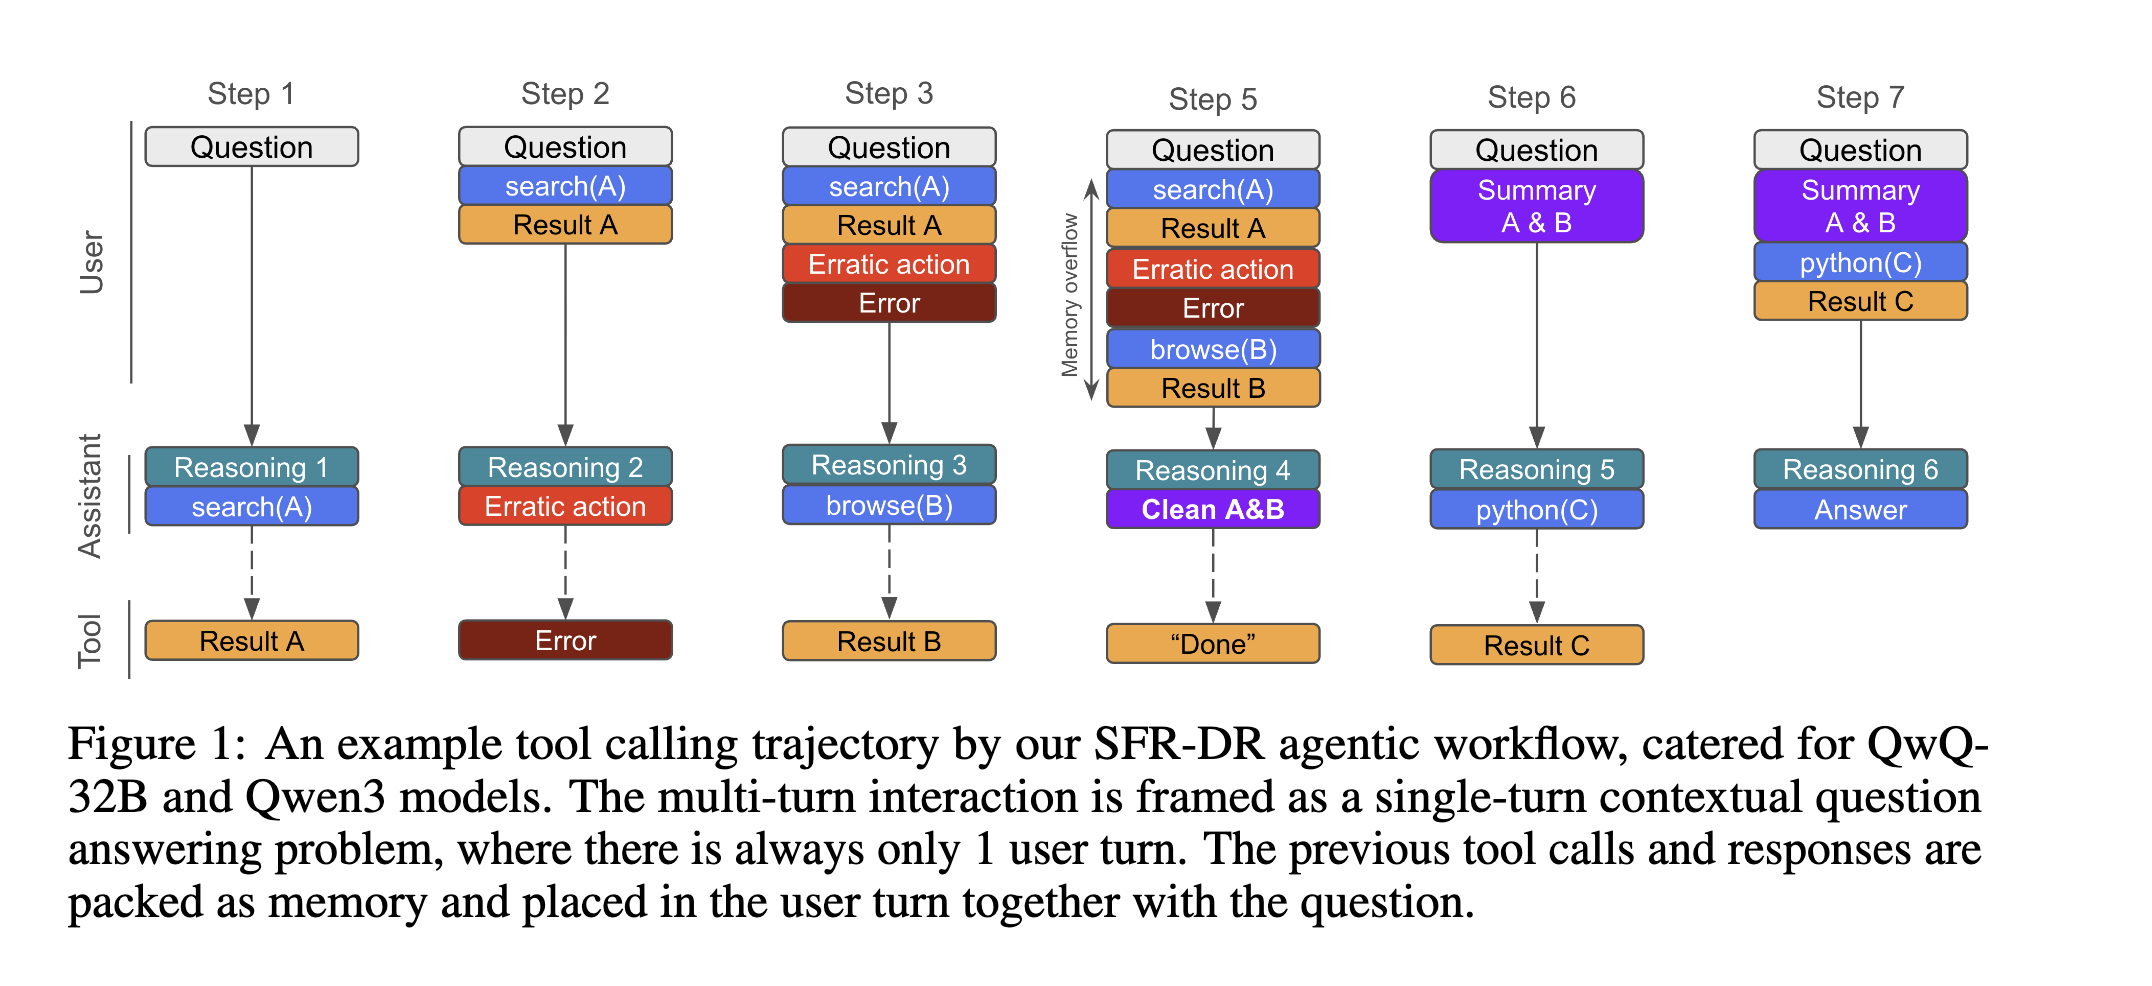 Step 1
Step 2
Step 3
Step 5
Step 6
Step 7
User
Question
Question
search(A)
Result A
Question
search(A)
Result A
Erratic action
Error
Memory overflow
Question
search(A)
Result A
Erratic action
Error
browse(B)
Result B
Question
Summary
A & B
Question
Summary
A & B
python(C)
Result C
Assistant
Reasoning 1
search(A)
Reasoning 2
Erratic action
Reasoning 3
browse(B)
Reasoning 4
Clean A&B
Reasoning 5
python(C)
Reasoning 6
Answer
Tool
Result A
Error
Result B
“Done”
Result C
Figure 1: An example tool calling trajectory by our SFR-DR agentic workflow, catered for QwQ-
32B and Qwen3 models. The multi-turn interaction is framed as a single-turn contextual question
answering problem, where there is always only 1 user turn. The previous tool calls and responses are
packed as memory and placed in the user turn together with the question.